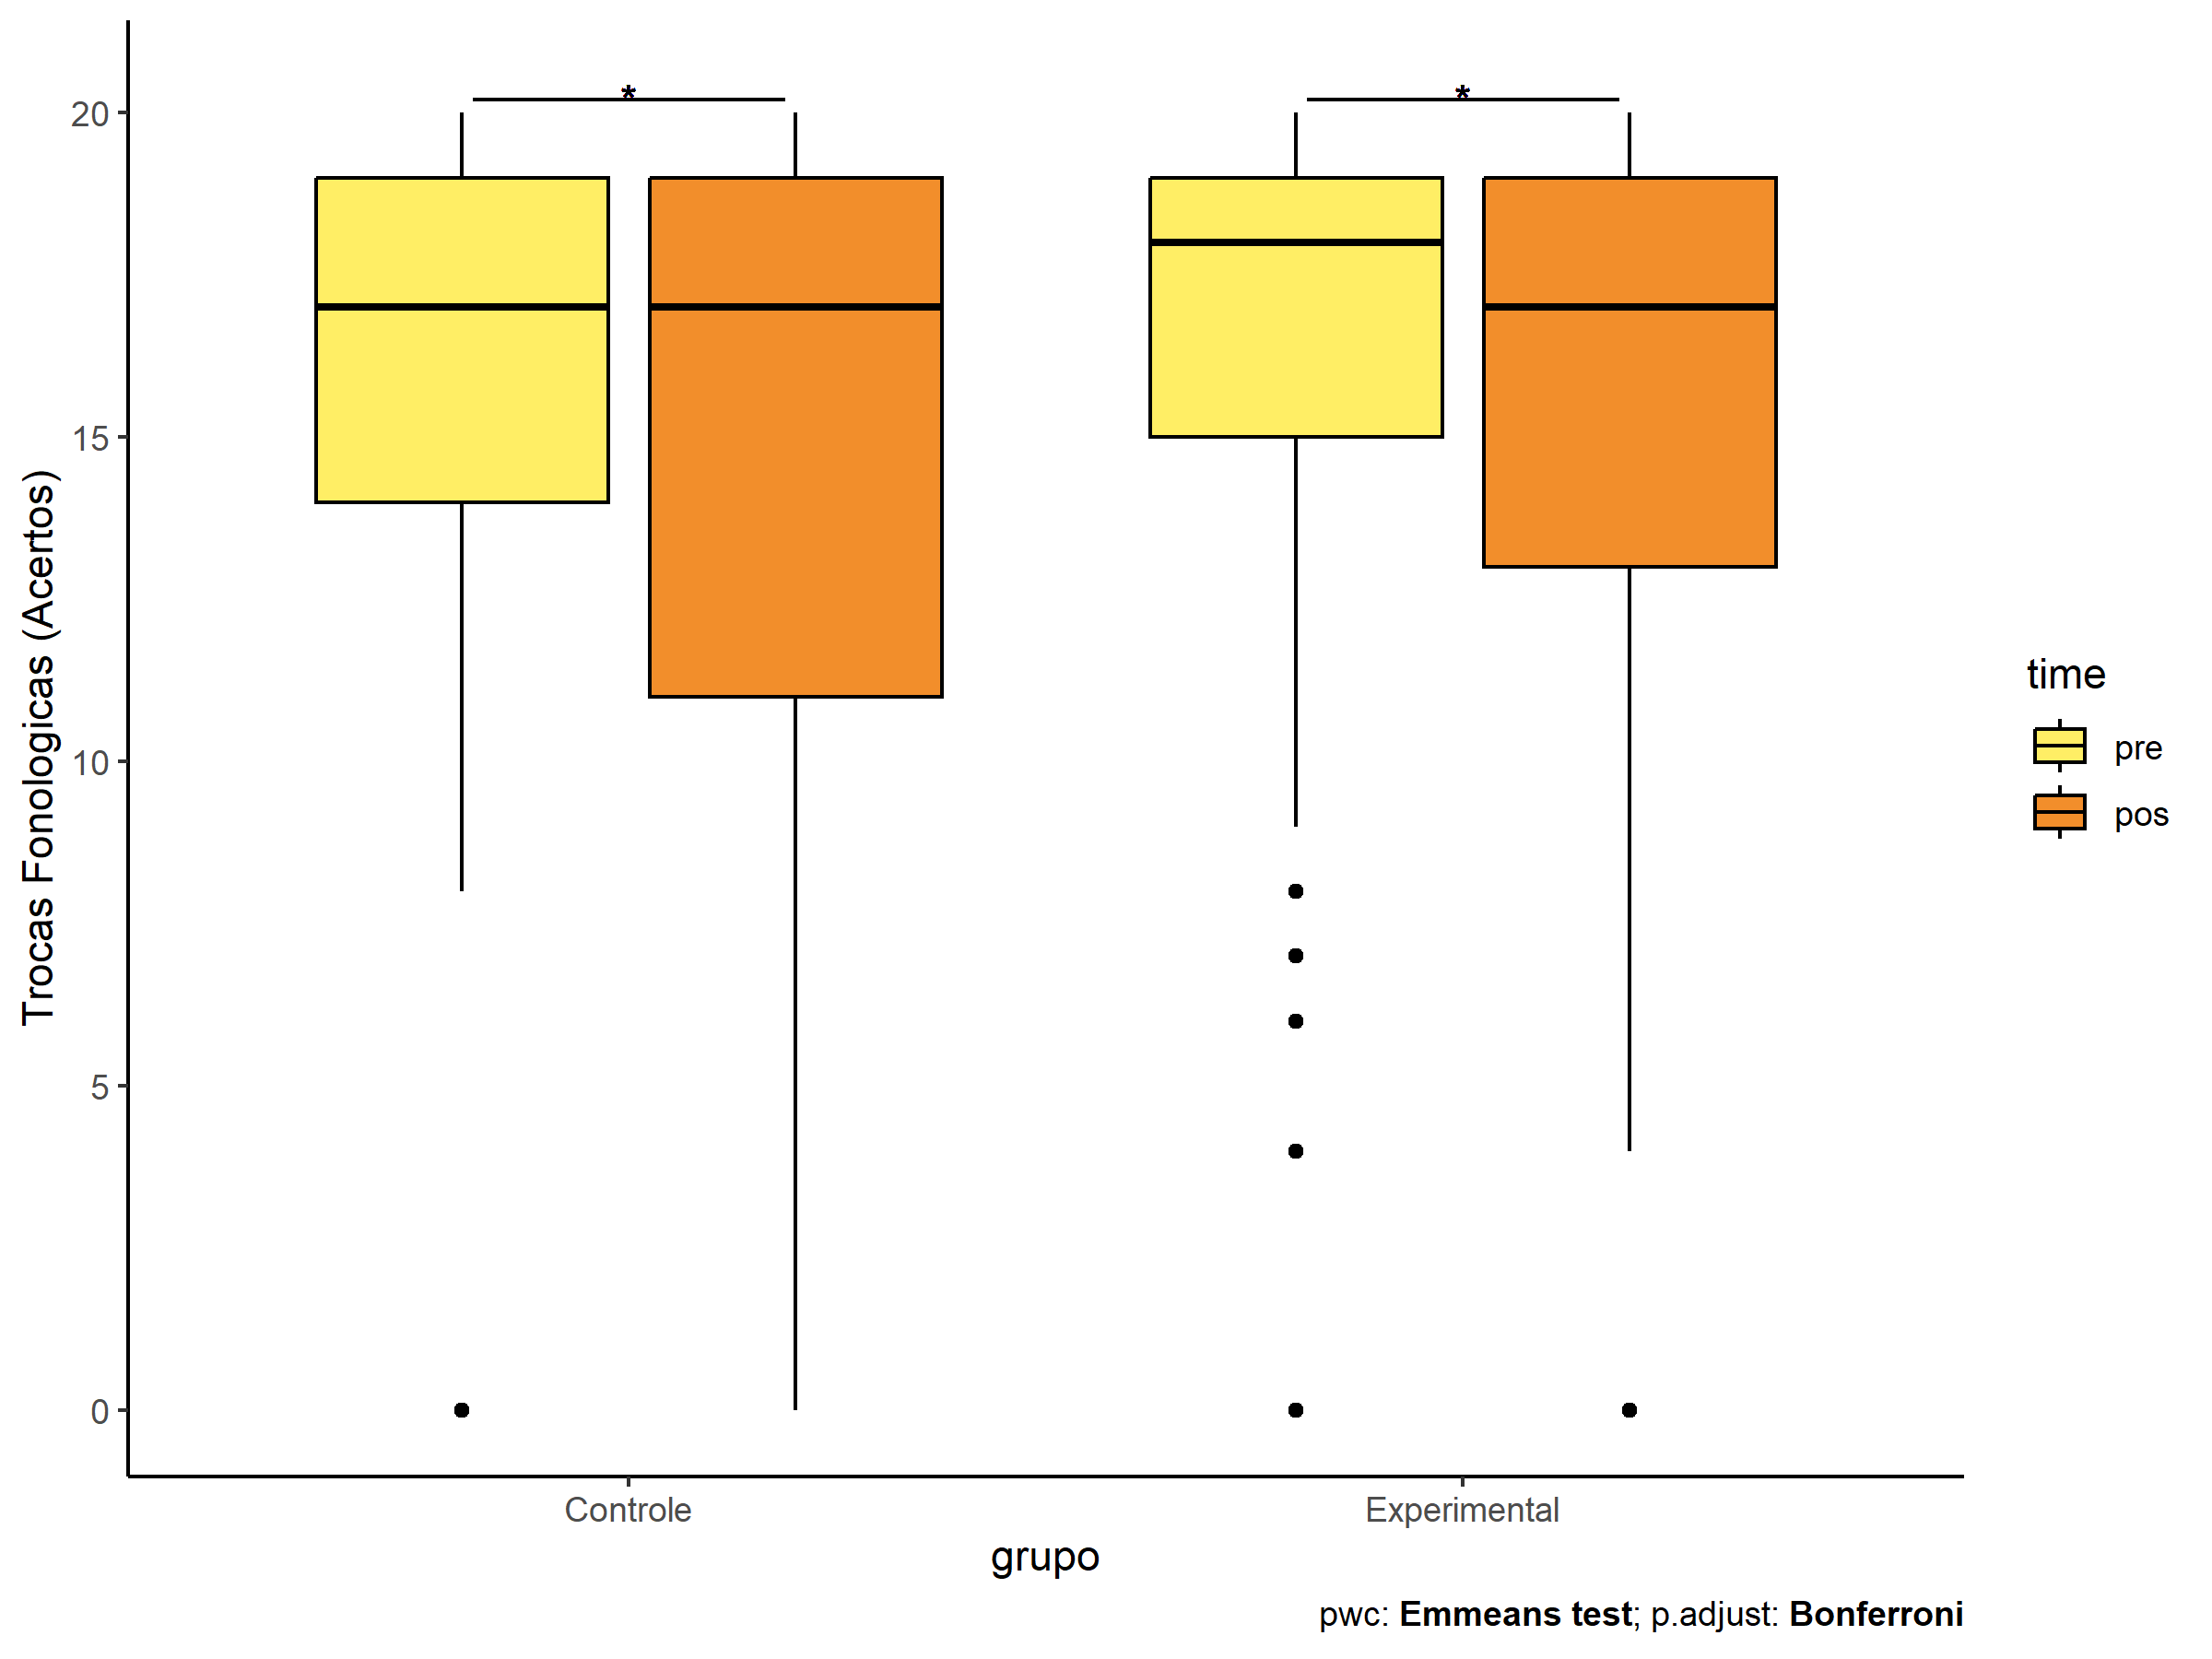 *
*
20
15
10
5
0
Trocas Fonologicas (Acertos)
Controle
Experimental
grupo
time
pre
pos
pwc: Emmeans test; p.adjust: Bonferroni